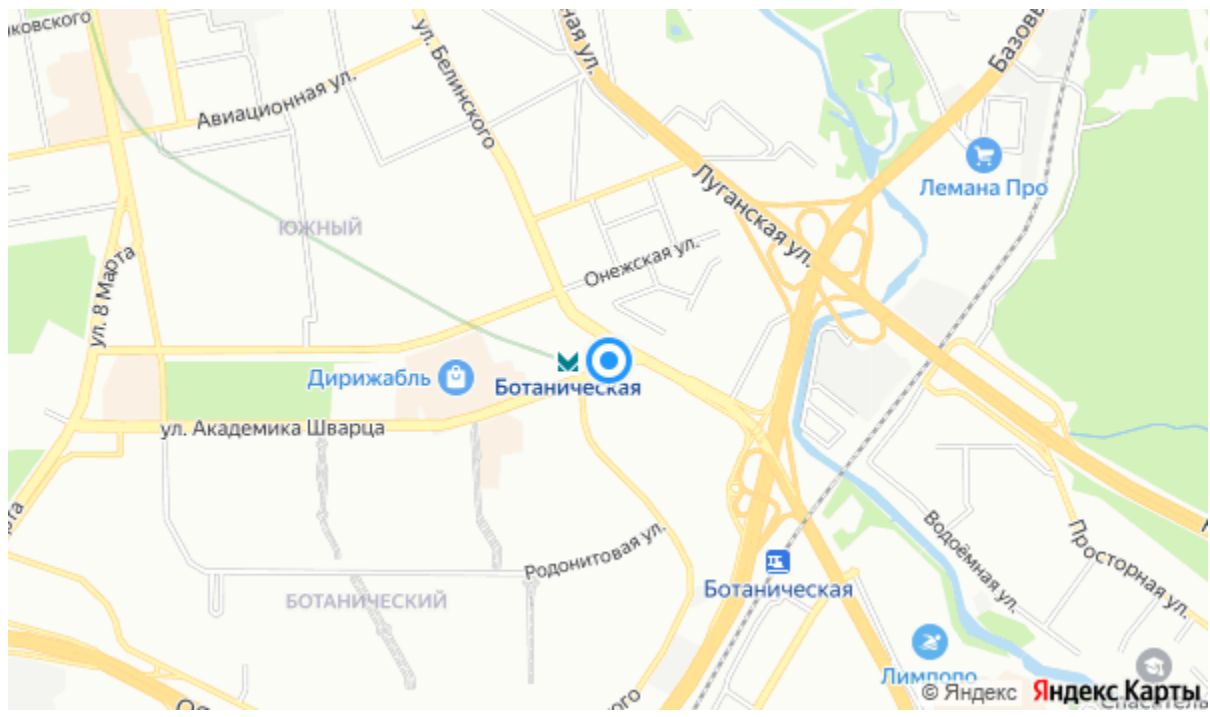 ковского
ная ул.
Базов
ул. Белинского
Авиационная ул.
Лемана Про
Луганская ул.
ЮЖНЫЙ
Онежская ул.
ул. 8 Марта
Дирижабль
Ботаническая
ул. Академика Шварца
Водоёмная ул.
Просторная ул.
Родонитовая ул.
Ботаническая
БОТАНИЧЕСКИЙ
Лимпопо
© Яндекс
Яндекс Карты